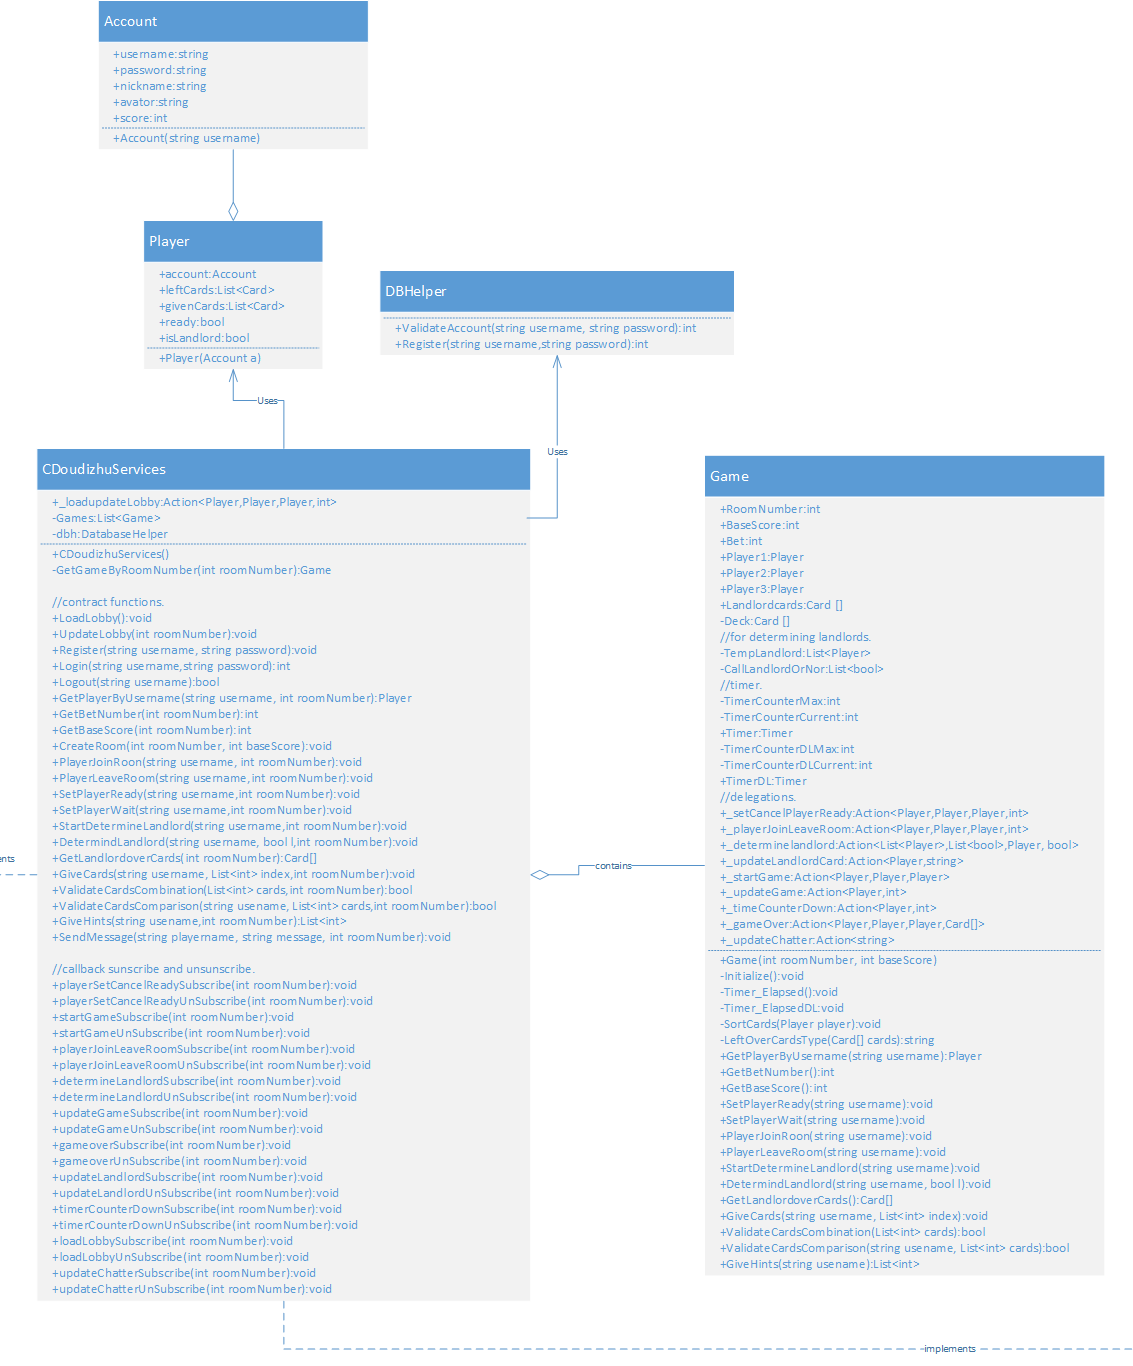 Account
+username:string
+password:string
+nickname:string
+avator:string
+score:int
+Account(string username)
Player
+account:Account
+leftCards:List<Card>
+givenCards:List<Card>
+ready:bool
+isLandlord:bool
+Player(Account a)
DBHelper
+ValidateAccount(string username, string password):int
+Register(string username,string password):int
Uses
Uses
CDoudizhuServices
+_loadupdateLobby:Action<Player,Player,Player,int>
-Games:List<Game>
-dbh:DatabaseHelper
+CDoudizhuServices()
-GetGameByRoomNumber(int roomNumber):Game
//contract functions.
+LoadLobby():void
+UpdateLobby(int roomNumber):void
+Register(string username, string password):void
+Login(string username,string password):int
+Logout(string username):bool
+GetPlayerByUsername(string username, int roomNumber):Player
+GetBetNumber(int roomNumber):int
+GetBaseScore(int roomNumber):int
+CreateRoom(int roomNumber, int baseScore):void
+PlayerJoinRoon(string username, int roomNumber):void
+PlayerLeaveRoom(string username,int roomNumber):void
+SetPlayerReady(string username,int roomNumber):void
+SetPlayerWait(string username,int roomNumber):void
+StartDetermineLandlord(string username,int roomNumber):void
+DetermindLandlord(string username, bool l,int roomNumber):void
+GetLandlordoverCards(int roomNumber):Card[]
+GiveCards(string username, List<int> index,int roomNumber):void
+ValidateCardsCombination(List<int> cards,int roomNumber):bool
+ValidateCardsComparison(string usename, List<int> cards,int roomNumber):bool
+GiveHints(string usename,int roomNumber):List<int>
+SendMessage(string playername, string message, int roomNumber):void
//callback sunscribe and unsunscribe.
+playerSetCancelReadySubscribe(int roomNumber):void
+playerSetCancelReadyUnSubscribe(int roomNumber):void
+startGameSubscribe(int roomNumber):void
+startGameUnSubscribe(int roomNumber):void
+playerJoinLeaveRoomSubscribe(int roomNumber):void
+playerJoinLeaveRoomUnSubscribe(int roomNumber):void
+determineLandlordSubscribe(int roomNumber):void
+determineLandlordUnSubscribe(int roomNumber):void
+updateGameSubscribe(int roomNumber):void
+updateGameUnSubscribe(int roomNumber):void
+gameoverSubscribe(int roomNumber):void
+gameoverUnSubscribe(int roomNumber):void
+updateLandlordSubscribe(int roomNumber):void
+updateLandlordUnSubscribe(int roomNumber):void
+timerCounterDownSubscribe(int roomNumber):void
+timerCounterDownUnSubscribe(int roomNumber):void
+loadLobbySubscribe(int roomNumber):void
+loadLobbyUnSubscribe(int roomNumber):void
+updateChatterSubscribe(int roomNumber):void
+updateChatterUnSubscribe(int roomNumber):void
ents
contains
Game
+RoomNumber:int
+BaseScore:int
+Bet:int
+Player1:Player
+Player2:Player
+Player3:Player
+Landlordcards:Card []
-Deck:Card []
//for determining landlords.
-TempLandlord:List<Player>
-CallLandlordOrNor:List<bool>
//timer.
-TimerCounterMax:int
-TimerCounterCurrent:int
+Timer:Timer
-TimerCounterDLMax:int
-TimerCounterDLCurrent:int
+TimerDL:Timer
//delegations.
+_setCancelPlayerReady:Action<Player,Player,Player,int>
+_playerJoinLeaveRoom:Action<Player,Player,Player,int>
+_determinelandlord:Action<List<Player>,List<bool>,Player, bool>
+_updateLandlordCard:Action<Player,string>
+_startGame:Action<Player,Player,Player>
+_updateGame:Action<Player,int>
+_timeCounterDown:Action<Player,int>
+_gameOver:Action<Player,Player,Player,Card[]>
+_updateChatter:Action<string>
+Game(int roomNumber, int baseScore)
-Initialize():void
-Timer_Elapsed():void
-Timer_ElapsedDL:void
-SortCards(Player player):void
-LeftOverCardsType(Card[] cards):string
+GetPlayerByUsername(string username):Player
+GetBetNumber():int
+GetBaseScore():int
+SetPlayerReady(string username):void
+SetPlayerWait(string username):void
+PlayerJoinRoon(string username):void
+PlayerLeaveRoom(string username):void
+StartDetermineLandlord(string username):void
+DetermindLandlord(string username, bool l):void
+GetLandlordoverCards():Card[]
+GiveCards(string username, List<int> index):void
+ValidateCardsCombination(List<int> cards):bool
+ValidateCardsComparison(string usename, List<int> cards):bool
+GiveHints(string usename):List<int>
implements